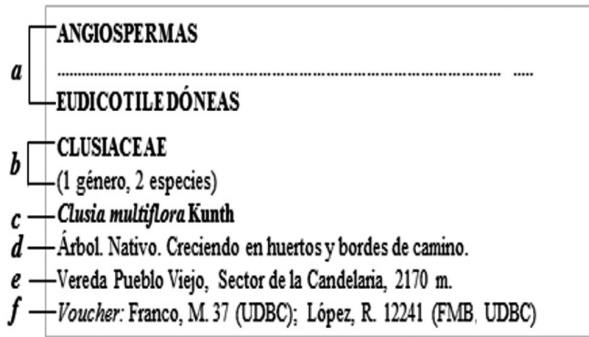 ANGIOSPERMAS
a
EUDICOTILEDÓNEAS
CLUSIACEAE
b
(1 género, 2 especies)
c Clusia multiflora Kunth
d Árbol. Nativo. Creciendo en huertos y bordes de camino.
e Vereda Pueblo Viejo, Sector de la Candelaria, 2170 m.
f Voucher: Franco, M. 37 (UDBC); López, R. 12241 (FMB, UDBC)